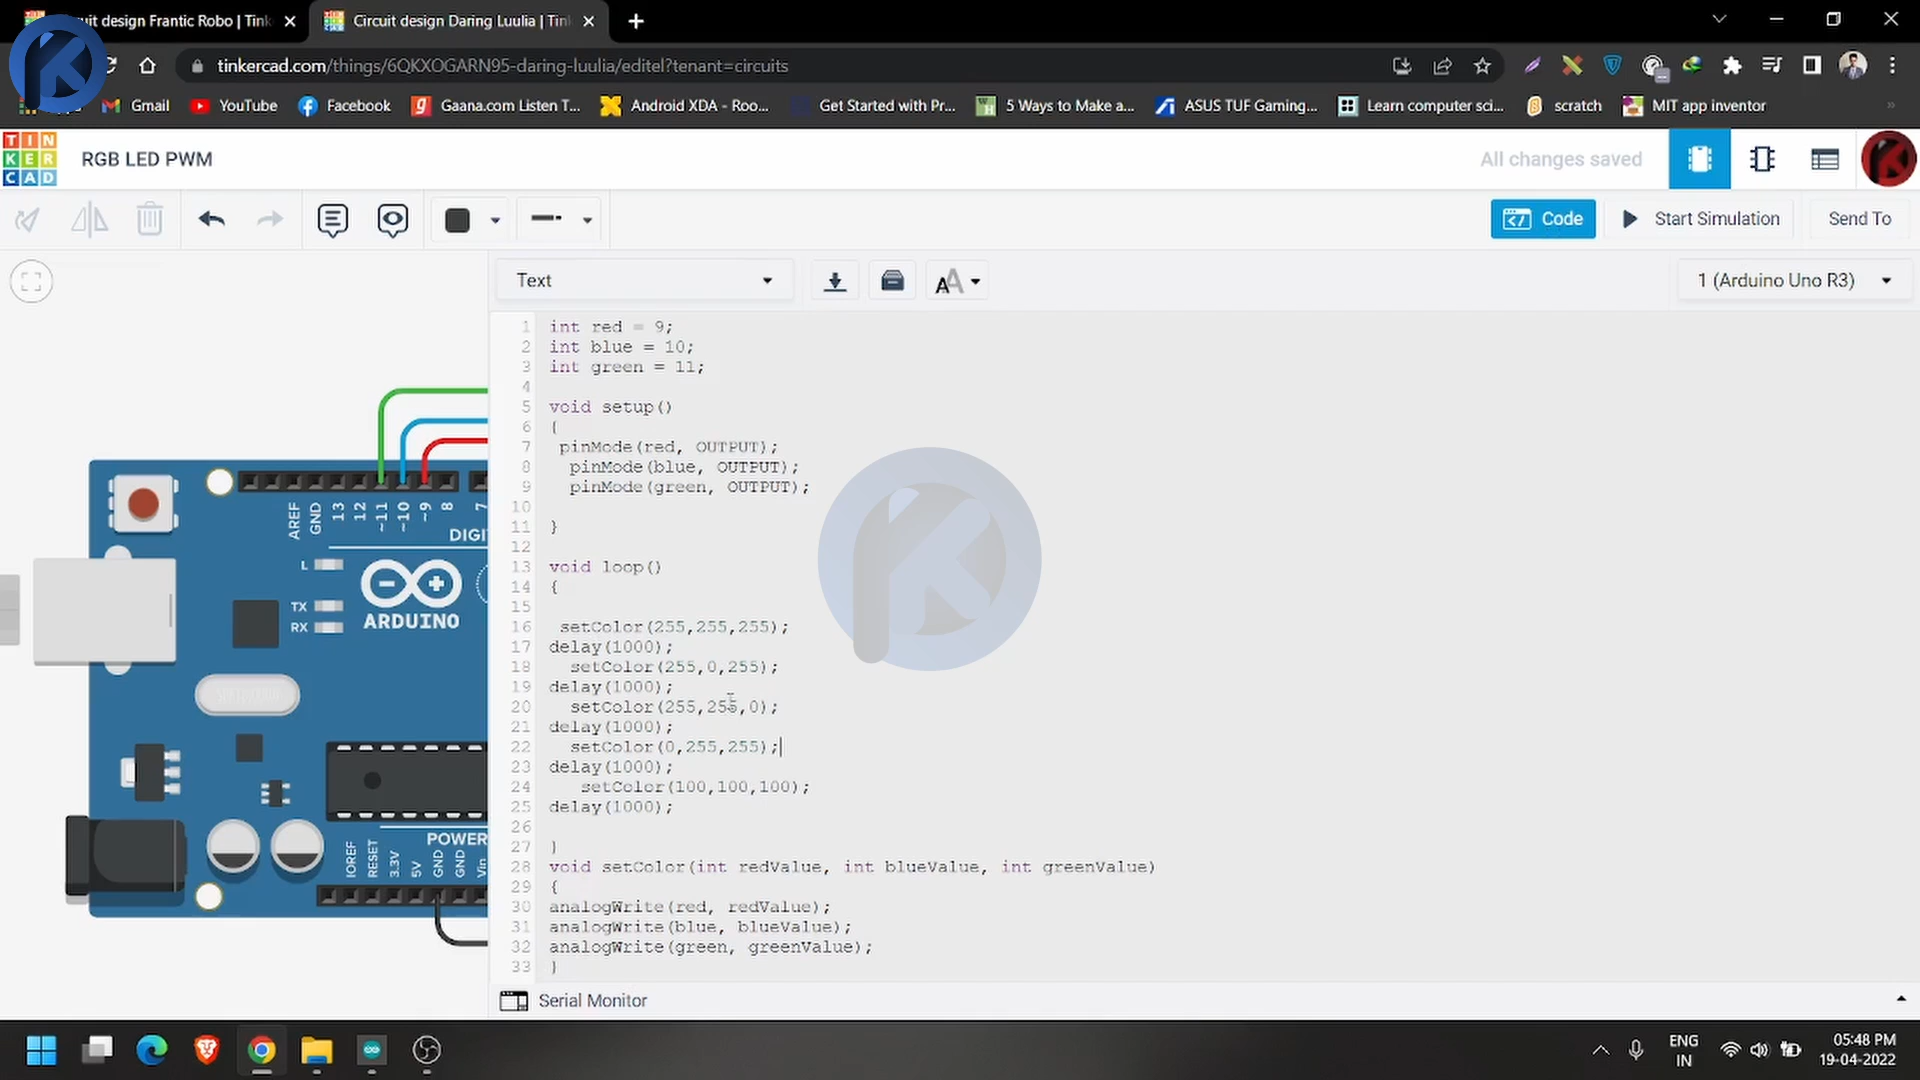 uit design Frantic Robo | Tink
Circuit design Daring Luulia | Tin
tinkercad.com/things/6QKXOGARN95-daring-luulia/editel?tenant=circuits
Gmail
YouTube
Facebook
Gaana.com Listen T...
Android XDA - Roo...
Get Started with Pr...
5 Ways to Make a...
ASUS TUF Gaming...
Learn computer sci...
scratch
MIT app inventor
TIN
KER
CAD
RGB LED PWM
All changes saved
Code
Start Simulation
Send To
Text
1 (Arduino Uno R3)
1 int red = 9;
2 int blue = 10;
3 int green = 11;
4
5 void setup()
6 {
7 pinMode(red, OUTPUT);
8 pinMode(blue, OUTPUT);
9 pinMode(green, OUTPUT);
10
11 }
12
13 void loop()
14 {
15
16 setColor(255,255,255);
17 delay(1000);
18 setColor(255,0,255);
19 delay(1000);
20 setColor(255,255,0);
21 delay(1000);
22 setColor(0,255,255);
23 delay(1000);
24 setColor(100,100,100);
25 delay(1000);
26
27 }
28 void setColor(int redValue, int blueValue, int greenValue)
29 {
30 analogWrite(red, redValue);
31 analogWrite(blue, blueValue);
32 analogWrite(green, greenValue);
33 }
AREF
GND
13
12
~11
~10
~9
8
7
DIGI
L
TX
RX
ARDUINO
POWER
IOREF
RESET
3.3V
5V
GND
GND
Vin
Serial Monitor
ENG
IN
05:48 PM
19-04-2022